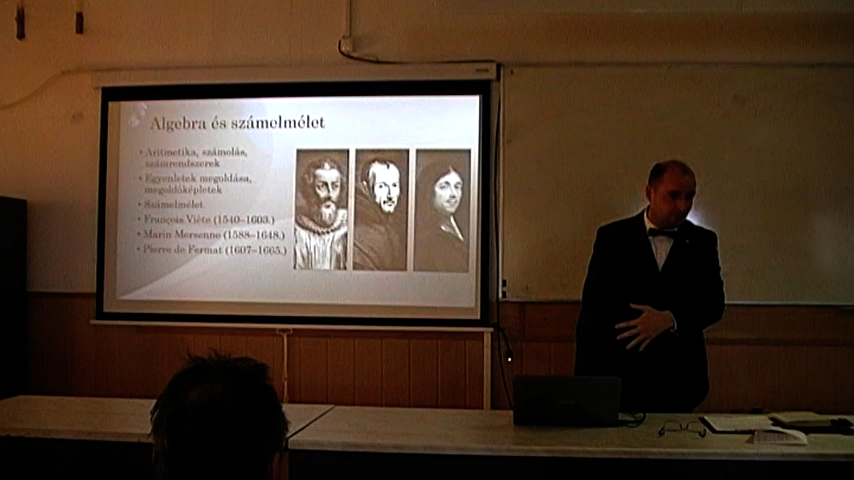 Algebra és számelmélet
• Aritmetika, számolás,
számrendszerek
• Egyenletek megoldása,
megoldóképletek
• Számelmélet
• François Viète (1540–1603.)
• Marin Mersenne (1588–1648.)
• Pierre de Fermat (1607–1665.)